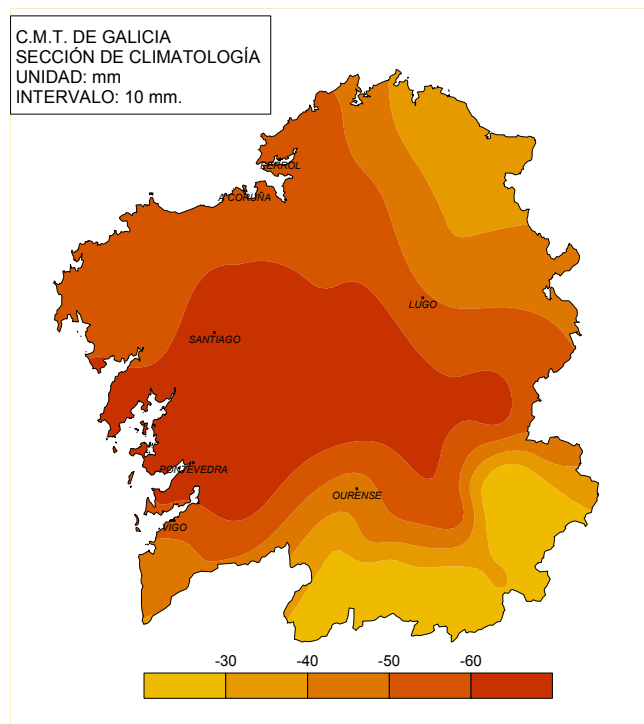 C.M.T. DE GALICIA
SECCIÓN DE CLIMATOLOGÍA
UNIDAD: mm
INTERVALO: 10 mm.
FERROL
A CORUÑA
LUGO
SANTIAGO
PONTEVEDRA
OURENSE
VIGO
-30 -40 -50 -60